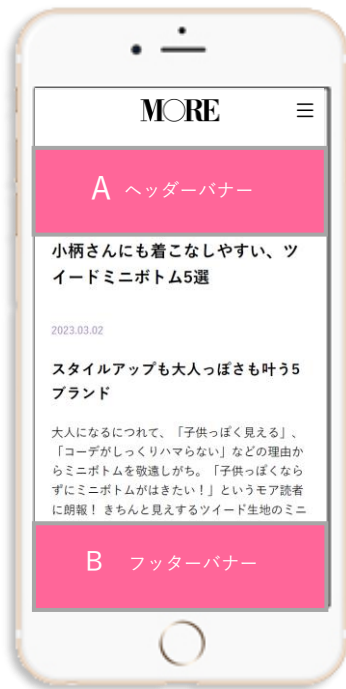 MORE
A ヘッダーバナー
小柄さんにも着こなしやすい、ツ
イードミニボトム5選
2023.03.02
スタイルアップも大人っぽさも叶う5
ブランド
大人になるにつれて、「子供っぽく見える」、
「コーデがしっくりハマらない」などの理由か
らミニボトムを敬遠しがち。「子供っぽくなら
ずにミニボトムがはきたい！」というモア読者
に朗報！ きちんと見えするツイード生地のミニ
B フッターバナー